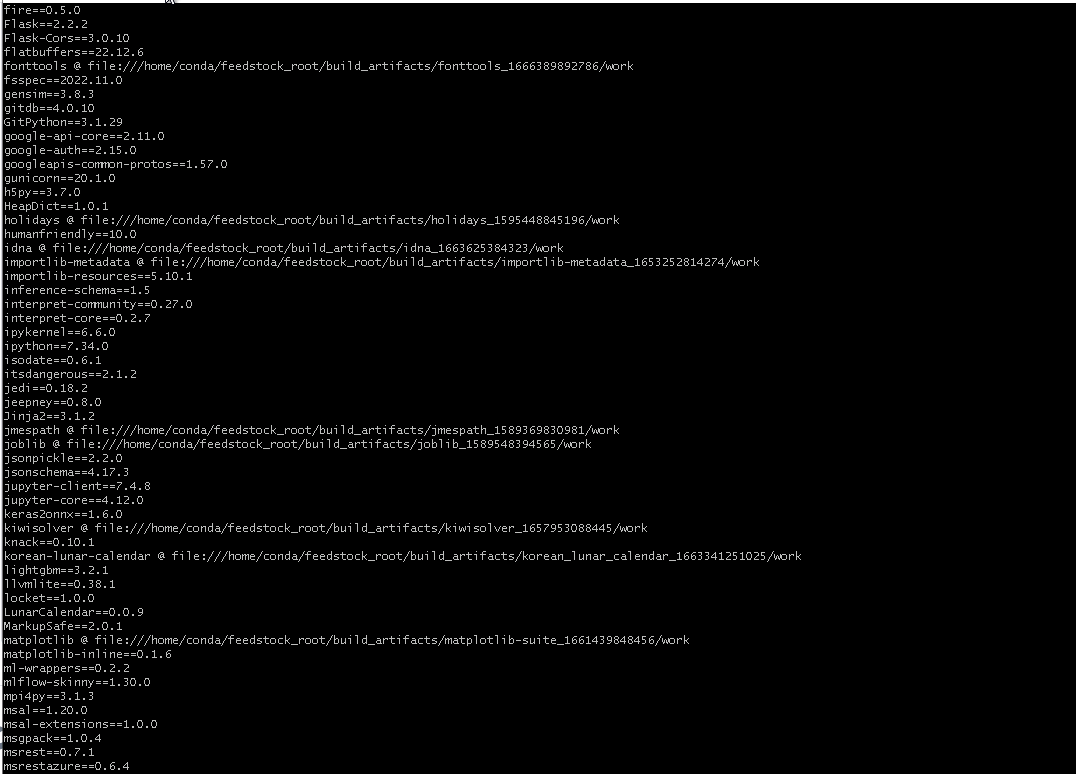 fire==0.5.0
Flask==2.2.2
Flask-Cors==3.0.10
flatbuffers==22.12.6
fonttools @ file:///home/conda/feedstock_root/build_artifacts/fonttools_1666389892786/work
fsspec==2022.11.0
gensim==3.8.3
gitdb==4.0.10
GitPython==3.1.29
google-api-core==2.11.0
google-auth==2.15.0
googleapis-common-protos==1.57.0
gunicorn==20.1.0
h5py==3.7.0
HeapDict==1.0.1
holidays @ file:///home/conda/feedstock_root/build_artifacts/holidays_1595448845196/work
humanfriendly==10.0
idna @ file:///home/conda/feedstock_root/build_artifacts/idna_1663625384323/work
importlib-metadata @ file:///home/conda/feedstock_root/build_artifacts/importlib-metadata_1653252814274/work
importlib-resources==5.10.1
inference-schema==1.5
interpret-community==0.27.0
interpret-core==0.2.7
ipykernel==6.6.0
ipython==7.34.0
isodate==0.6.1
itsdangerous==2.1.2
jedi==0.18.2
jeepney==0.8.0
Jinja2==3.1.2
jmespath @ file:///home/conda/feedstock_root/build_artifacts/jmespath_1589369830981/work
joblib @ file:///home/conda/feedstock_root/build_artifacts/joblib_1589548394565/work
jsonpickle==2.2.0
jsonschema==4.17.3
jupyter-client==7.4.8
jupyter-core==4.12.0
keras2onnx==1.6.0
kiwisolver @ file:///home/conda/feedstock_root/build_artifacts/kiwisolver_1657953088445/work
knack==0.10.1
korean-lunar-calendar @ file:///home/conda/feedstock_root/build_artifacts/korean_lunar_calendar_1663341251025/work
lightgbm==3.2.1
llvmlite==0.38.1
locket==1.0.0
LunarCalendar==0.0.9
MarkupSafe==2.0.1
matplotlib @ file:///home/conda/feedstock_root/build_artifacts/matplotlib-suite_1661439848456/work
matplotlib-inline==0.1.6
ml-wrappers==0.2.2
mlflow-skinny==1.30.0
mpi4py==3.1.3
msal==1.20.0
msal-extensions==1.0.0
msgpack==1.0.4
msrest==0.7.1
msrestazure==0.6.4